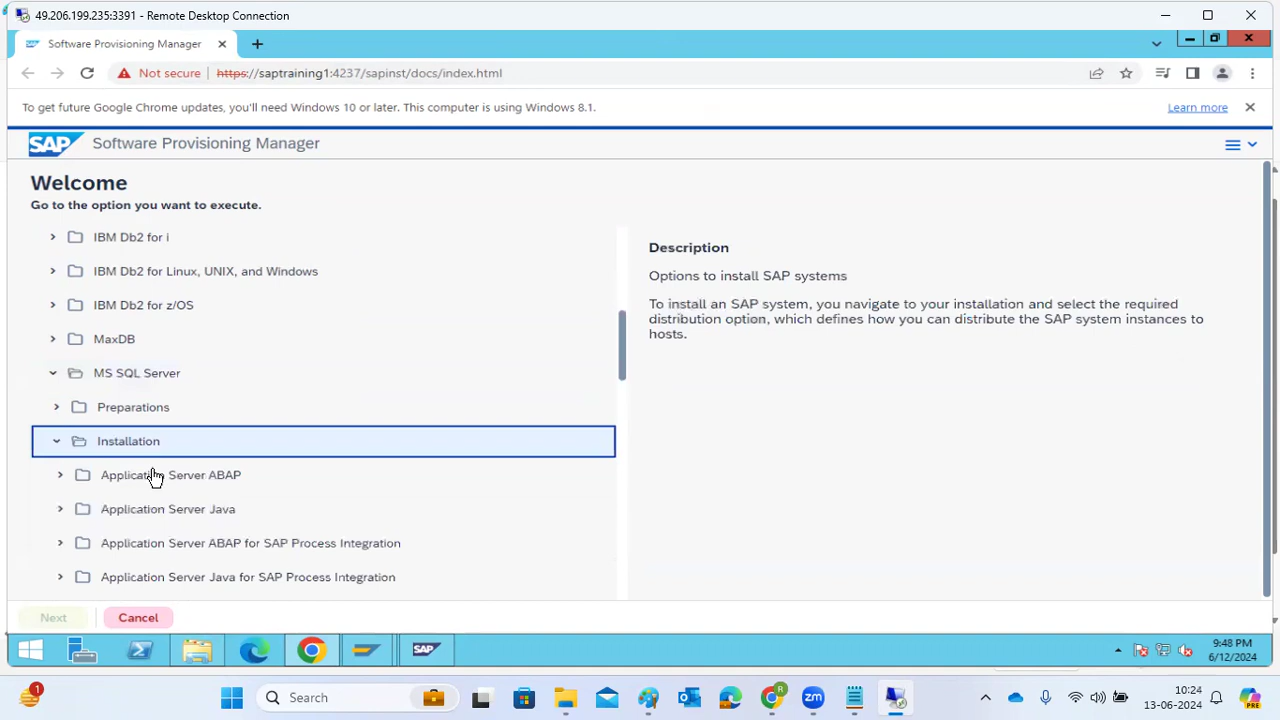 49.206.199.235:3391 - Remote Desktop Connection
Software Provisioning Manager
Not secure https://saptraining1:4237/sapinst/docs/index.html
To get future Google Chrome updates, you'll need Windows 10 or later. This computer is using Windows 8.1.
Learn more
SAP Software Provisioning Manager
Welcome
Go to the option you want to execute.
IBM Db2 for i
IBM Db2 for Linux, UNIX, and Windows
IBM Db2 for z/OS
MaxDB
MS SQL Server
Preparations
Installation
Application Server ABAP
Application Server Java
Application Server ABAP for SAP Process Integration
Application Server Java for SAP Process Integration
Description
Options to install SAP systems
To install an SAP system, you navigate to your installation and select the required
distribution option, which defines how you can distribute the SAP system instances to
hosts.
Next
Cancel
SAP
9:48 PM
6/12/2024
1
Search
R
zm
10:24
13-06-2024
PRE